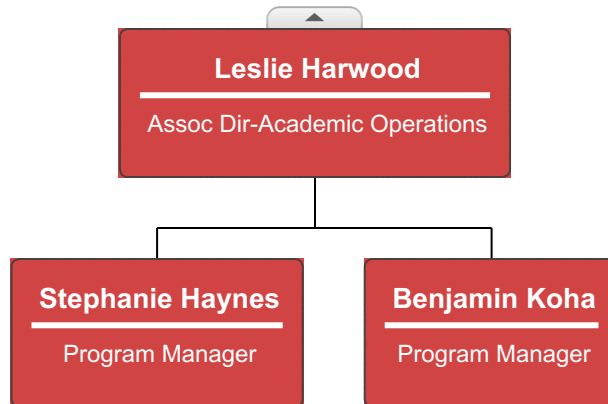 Leslie Harwood
Assoc Dir-Academic Operations
Stephanie Haynes
Benjamin Koha
Program Manager
Program Manager